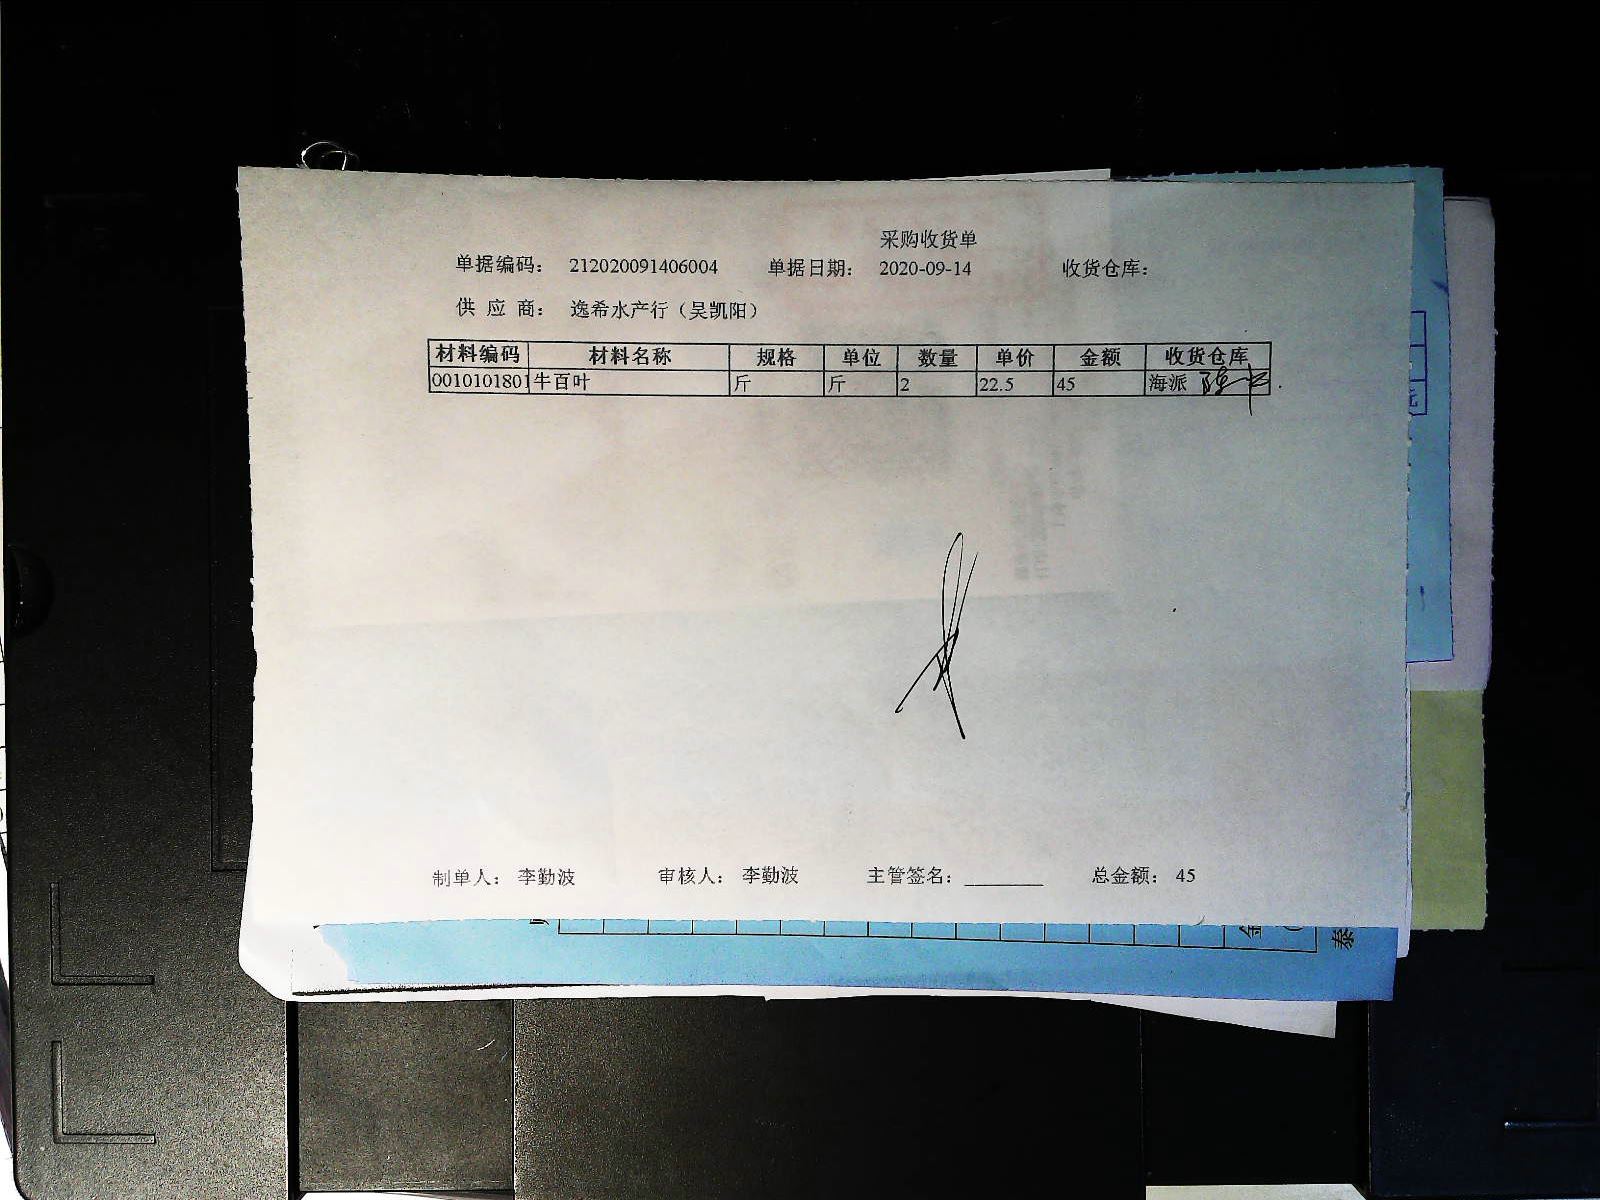 采购收货单
单据编码： 212020091406004 单据日期： 2020-09-14 收货仓库：
供 应 商： 逸希水产行（吴凯阳）
材料编码 材料名称 规格 单位 数量 单价 金额 收货仓库
0010101801 牛百叶 斤 斤 2 22.5 45 海派
制单人： 李勤波 审核人： 李勤波 主管签名：________ 总金额： 45
元
泰